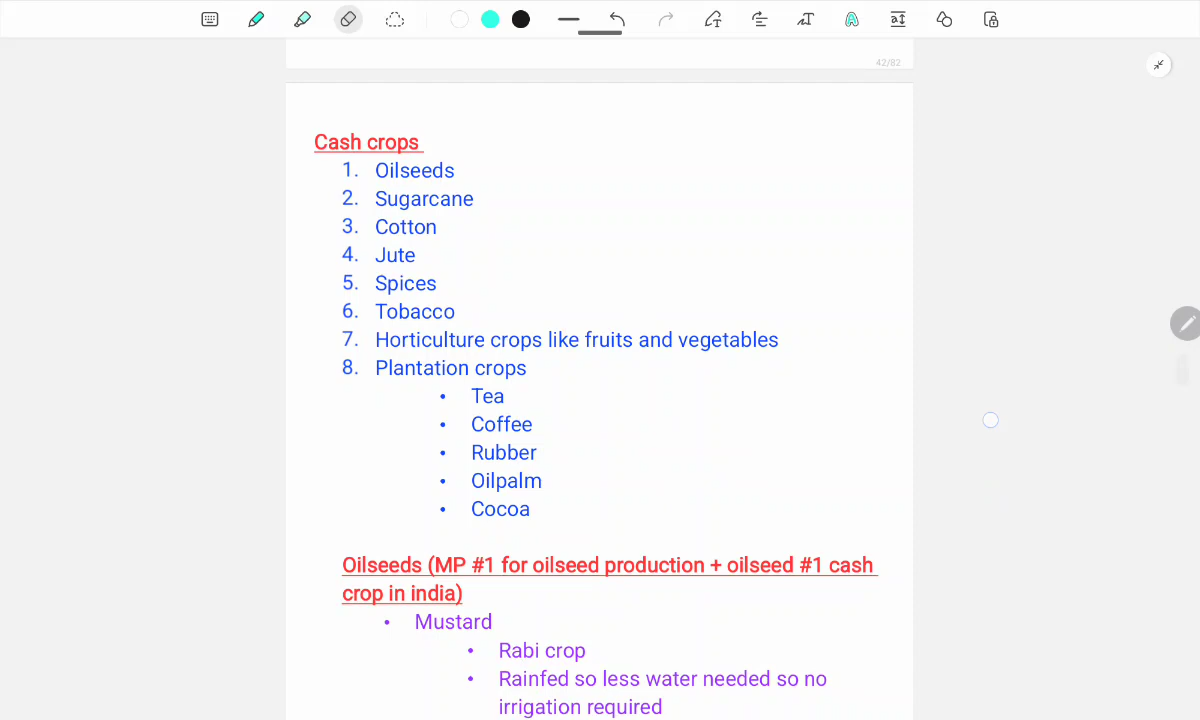 42/82
Cash crops
1. Oilseeds
2. Sugarcane
3. Cotton
4. Jute
5. Spices
6. Tobacco
7. Horticulture crops like fruits and vegetables
8. Plantation crops
• Tea
• Coffee
• Rubber
• Oilpalm
• Cocoa
Oilseeds (MP #1 for oilseed production + oilseed #1 cash
crop in india)
• Mustard
• Rabi crop
• Rainfed so less water needed so no
irrigation required